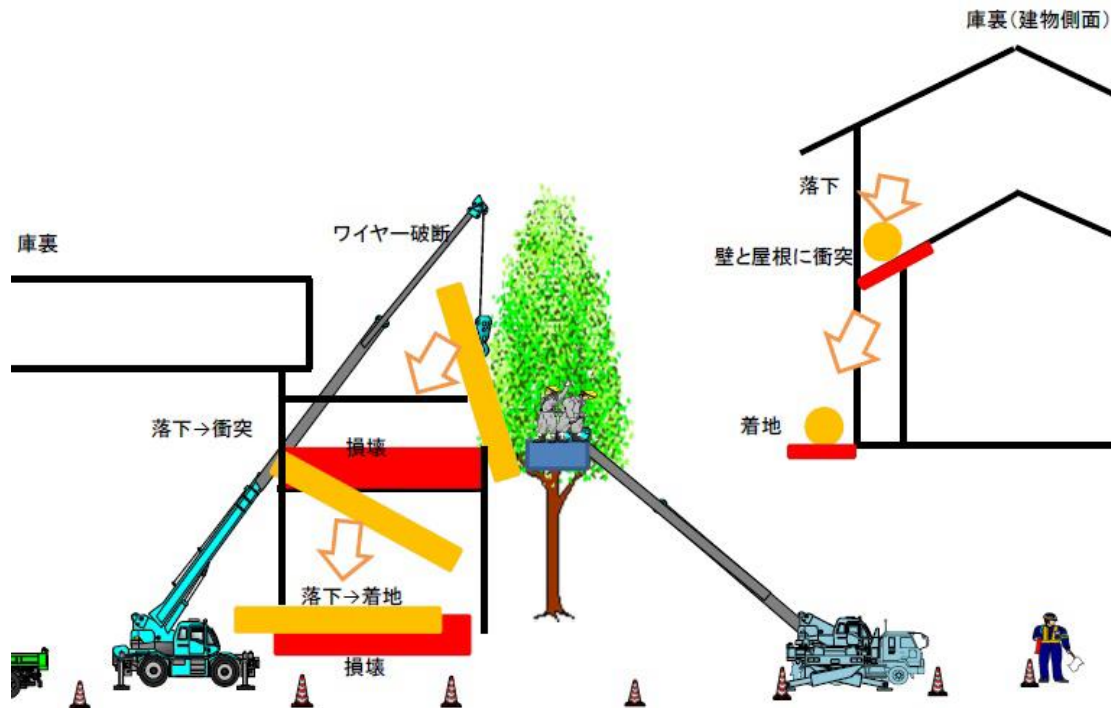 庫裏(建物側面)
落下
ワイヤー破断
庫裏
壁と屋根に衝突
着地
落下→衝突
損壊
落下→着地
損壊